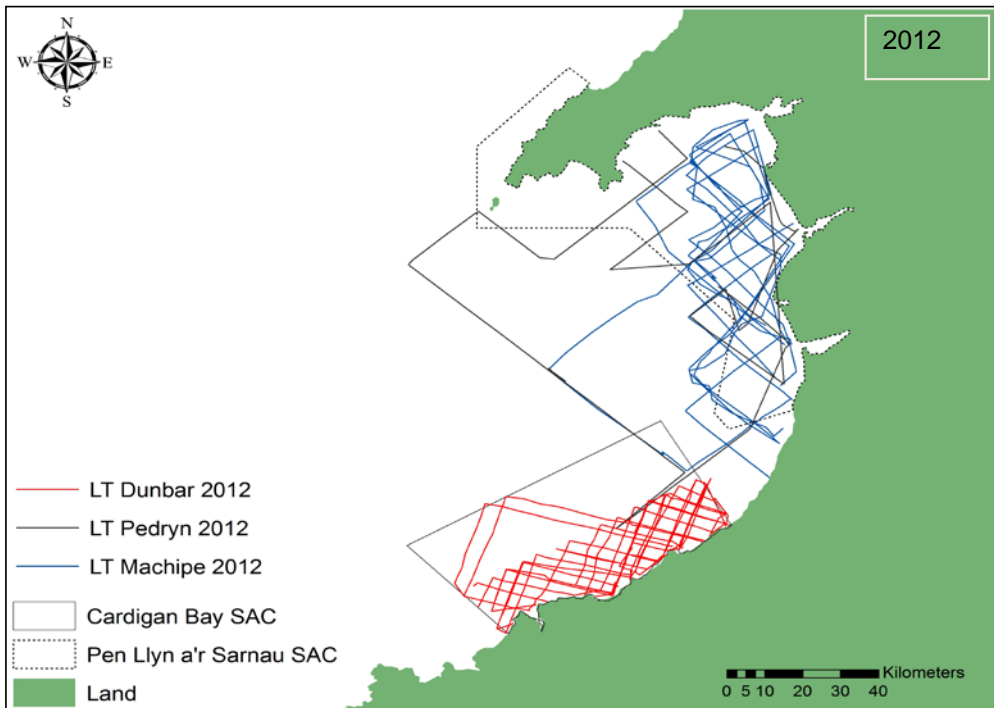 2012
N
W E
S
LT Dunbar 2012
LT Pedryn 2012
LT Machipe 2012
Cardigan Bay SAC
Pen Llyn a'r Sarnau SAC
Land
Kilometers
0 5 10 20 30 40